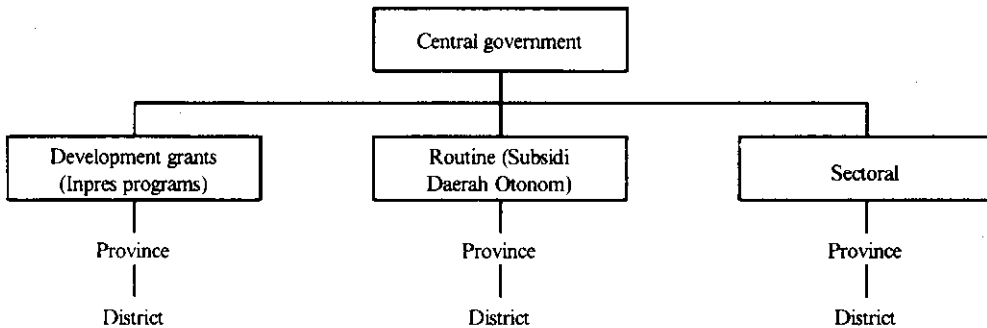 Central government
Development grants
(Inpres programs)
Routine (Subsidi
Daerah Otonom)
Sectoral
Province
Province
Province
District
District
District